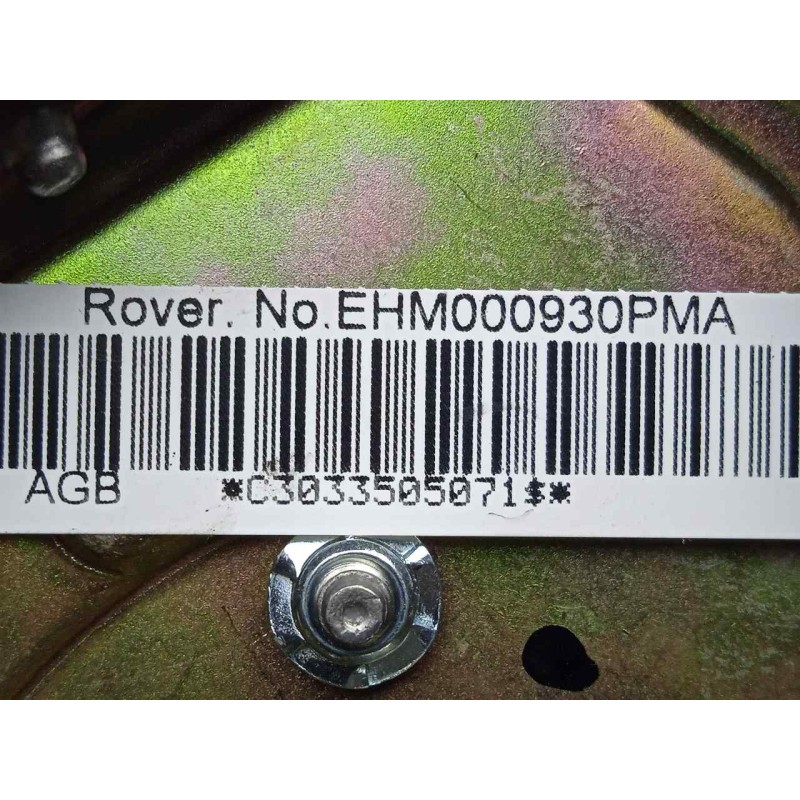 Rover. No.EHM000930PMA
AGB *C3033505071$*